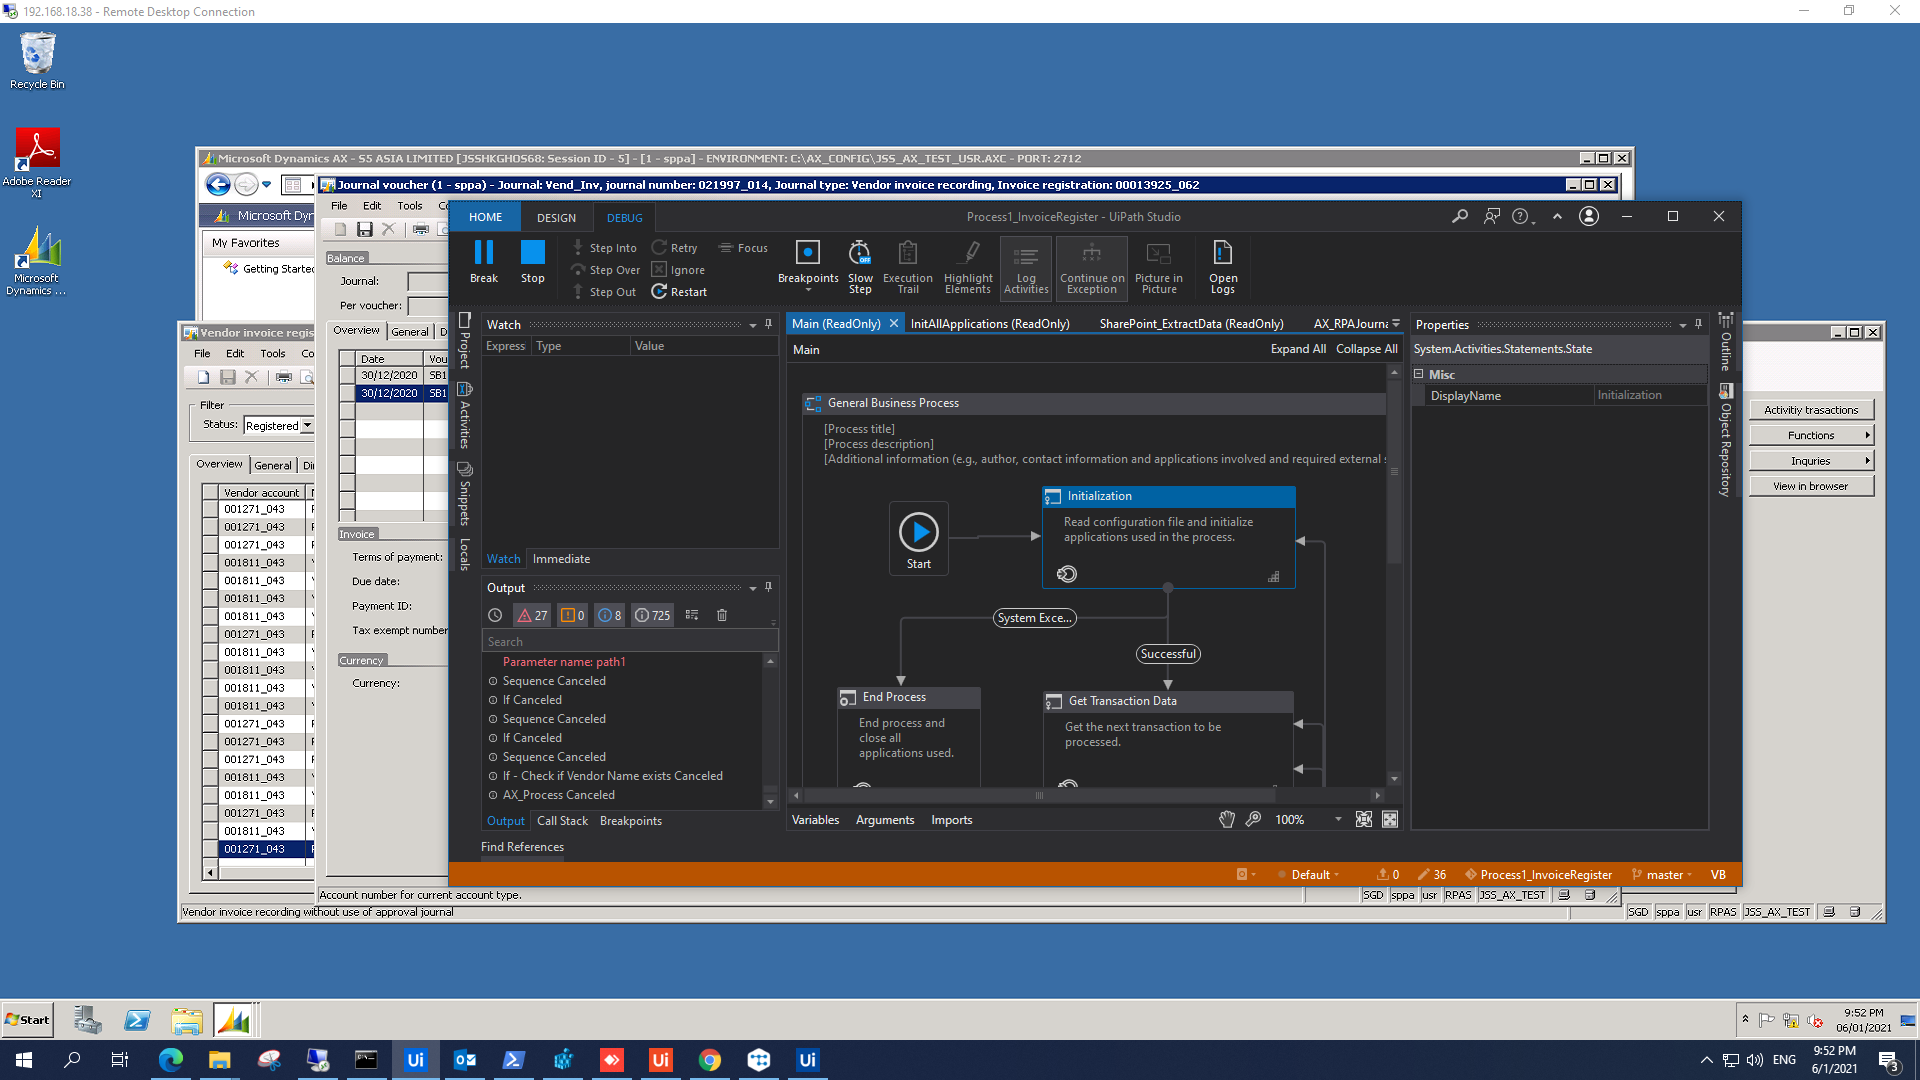 192.168.18.38 - Remote Desktop Connection
Recycle Bin
Adobe Reader
XI
Microsoft
Dynamics ...
Microsoft Dynamics AX - S5 ASIA LIMITED [JSSHKGHOS68: Session ID - 5] - [1 - sppa] - ENVIRONMENT: C:\AX_CONFIG\JSS_AX_TEST_USR.AXC - PORT: 2712
Microsoft Dyn
My Favorites
Getting Started
Journal voucher (1 - sppa) - Journal: Vend_Inv, journal number: 021997_014, Journal type: Vendor invoice recording, Invoice registration: 00013925_062
File Edit Tools Co
Balance
Journal:
Per voucher:
Overview General D
Date Vou
30/12/2020 SB1
30/12/2020 SB1
Invoice
Terms of payment:
Due date:
Payment ID:
Tax exempt number
Currency
Currency:
Account number for current account type.
SGD sppa usr RPAS JSS_AX_TEST
Vendor invoice regis
File Edit Tools Co
Filter
Status: Registered
Overview General Di
Vendor account
001271_043
001271_043
001271_043
001811_043
001811_043
001811_043
001811_043
001271_043
001811_043
001811_043
001811_043
001811_043
001271_043
001271_043
001271_043
001811_043
001271_043
001271_043
001811_043
001271_043
Activitiy trasactions
Functions
Inquries
View in browser
Vendor invoice recording without use of approval journal
SGD sppa usr RPAS JSS_AX_TEST
HOME DESIGN DEBUG
Process1_InvoiceRegister - UiPath Studio
Break
Stop
Step Into
Step Over
Step Out
Retry
Ignore
Restart
Focus
Breakpoints
Slow
Step
OFF
Execution
Trail
Highlight
Elements
Log
Activities
Continue on
Exception
Picture in
Picture
Open
Logs
Project
Activities
Snippets
Locals
Watch
Express Type Value
Watch Immediate
Output
27 0 8 725
Search
Parameter name: path1
Sequence Canceled
If Canceled
Sequence Canceled
If Canceled
Sequence Canceled
If - Check if Vendor Name exists Canceled
AX_Process Canceled
Output Call Stack Breakpoints
Find References
Main (ReadOnly) InitAllApplications (ReadOnly) SharePoint_ExtractData (ReadOnly) AX_RPAJourna
Main
Expand All Collapse All
General Business Process
[Process title]
[Process description]
[Additional information (e.g., author, contact information and applications involved and required external s
Start
Initialization
Read configuration file and initialize
applications used in the process.
System Exce...
Successful
End Process
End process and
close all
applications used.
Get Transaction Data
Get the next transaction to be
processed.
Variables Arguments Imports
100%
Properties
System.Activities.Statements.State
Misc
DisplayName Initialization
Outline
Object Repository
Default 0 36 Process1_InvoiceRegister master VB
Start
9:52 PM
06/01/2021
Ui
Ui
Ui
ENG
9:52 PM
6/1/2021
3